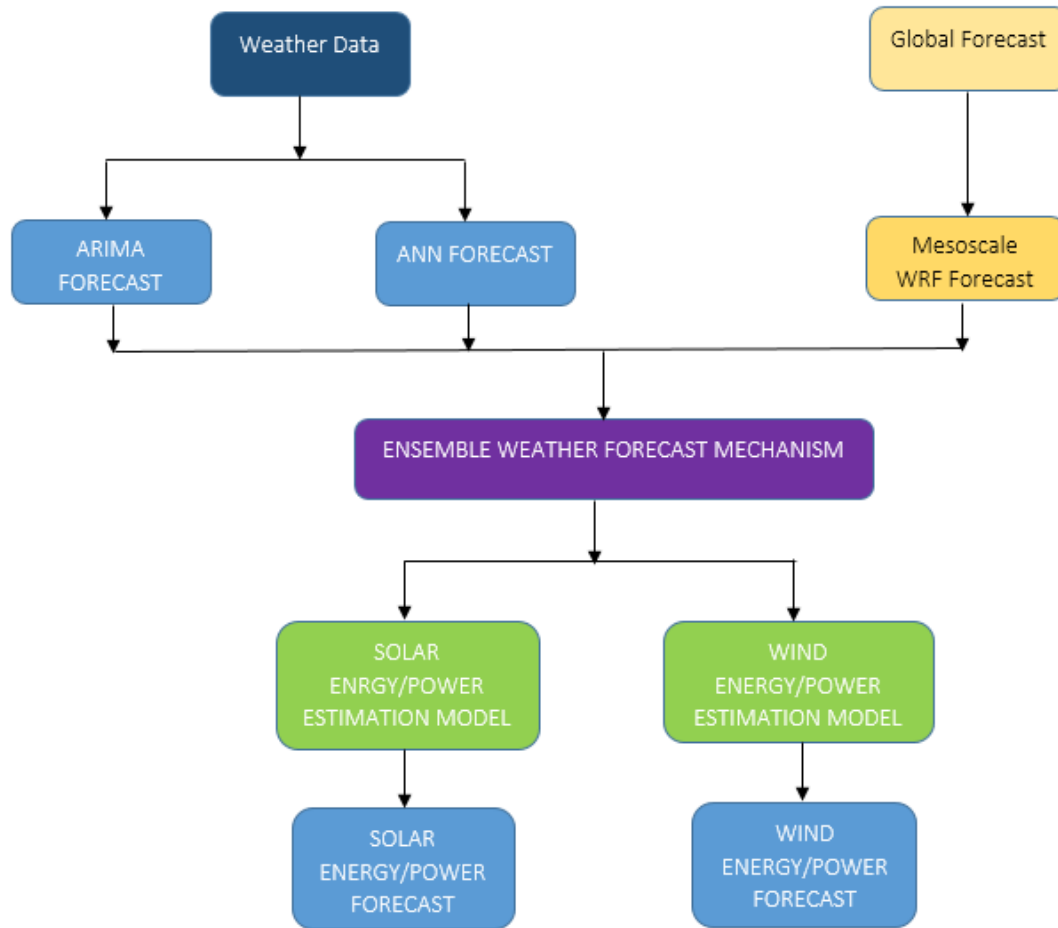 Weather Data
Global Forecast
ARIMA
FORECAST
ANN FORECAST
Mesoscale
WRF Forecast
ENSEMBLE WEATHER FORECAST MECHANISM
SOLAR
ENRGY/POWER
ESTIMATION MODEL
WIND
ENERGY/POWER
ESTIMATION MODEL
SOLAR
ENERGY/POWER
FORECAST
WIND
ENERGY/POWER
FORECAST